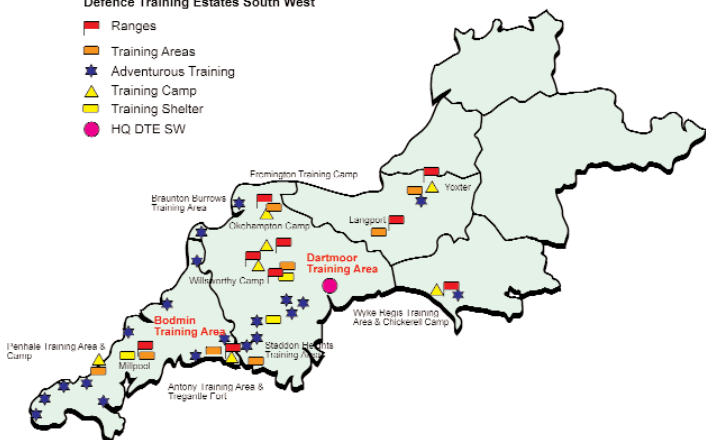 Defence Training Estates South West
Ranges
Training Areas
Adventurous Training
Training Camp
Training Shelter
HQ DTE SW
Fremington Training Camp
Braunton Burrows
Training Area
Yoxter
Langport
Okehampton Camp
Dartmoor
Training Area
Willsworthy Camp
Wyke Regis Training
Area & Chickerell Camp
Bodmin
Training Area
Penhale Training Area &
Camp
Millpool
Staddon Heights
Training Area
Antony Training Area &
Tregantle Fort